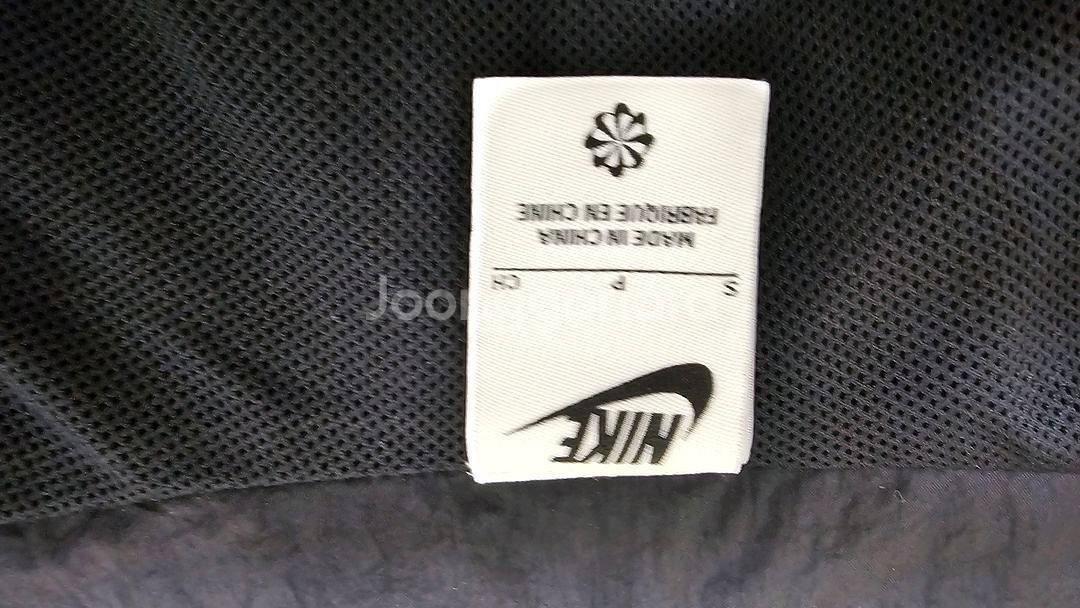 NIKE
S P CH
MADE IN CHINA
FABRIQUE EN CHINE